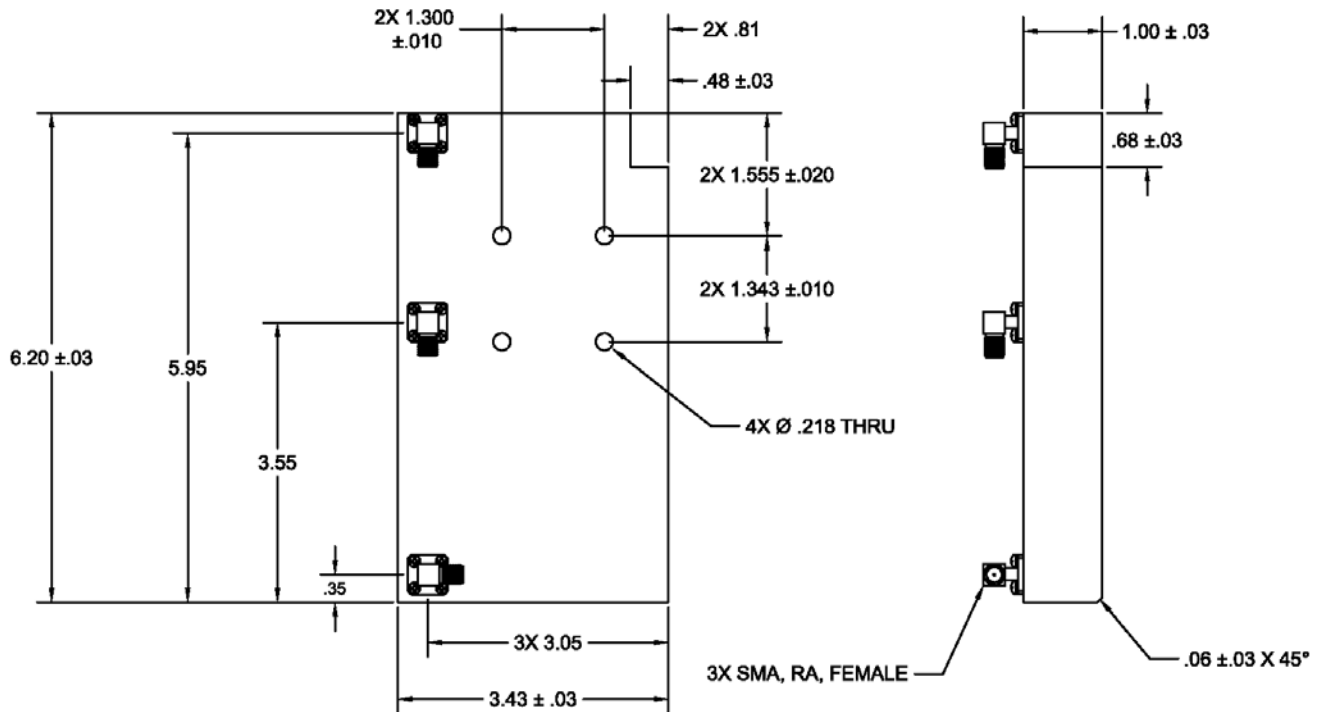 2X 1.300
±.010
2X .81
.48 ±.03
1.00 ± .03
.68 ±.03
2X 1.555 ±.020
2X 1.343 ±.010
6.20 ±.03
5.95
3.55
.35
4X Ø .218 THRU
3X 3.05
3.43 ± .03
3X SMA, RA, FEMALE
.06 ±.03 X 45°